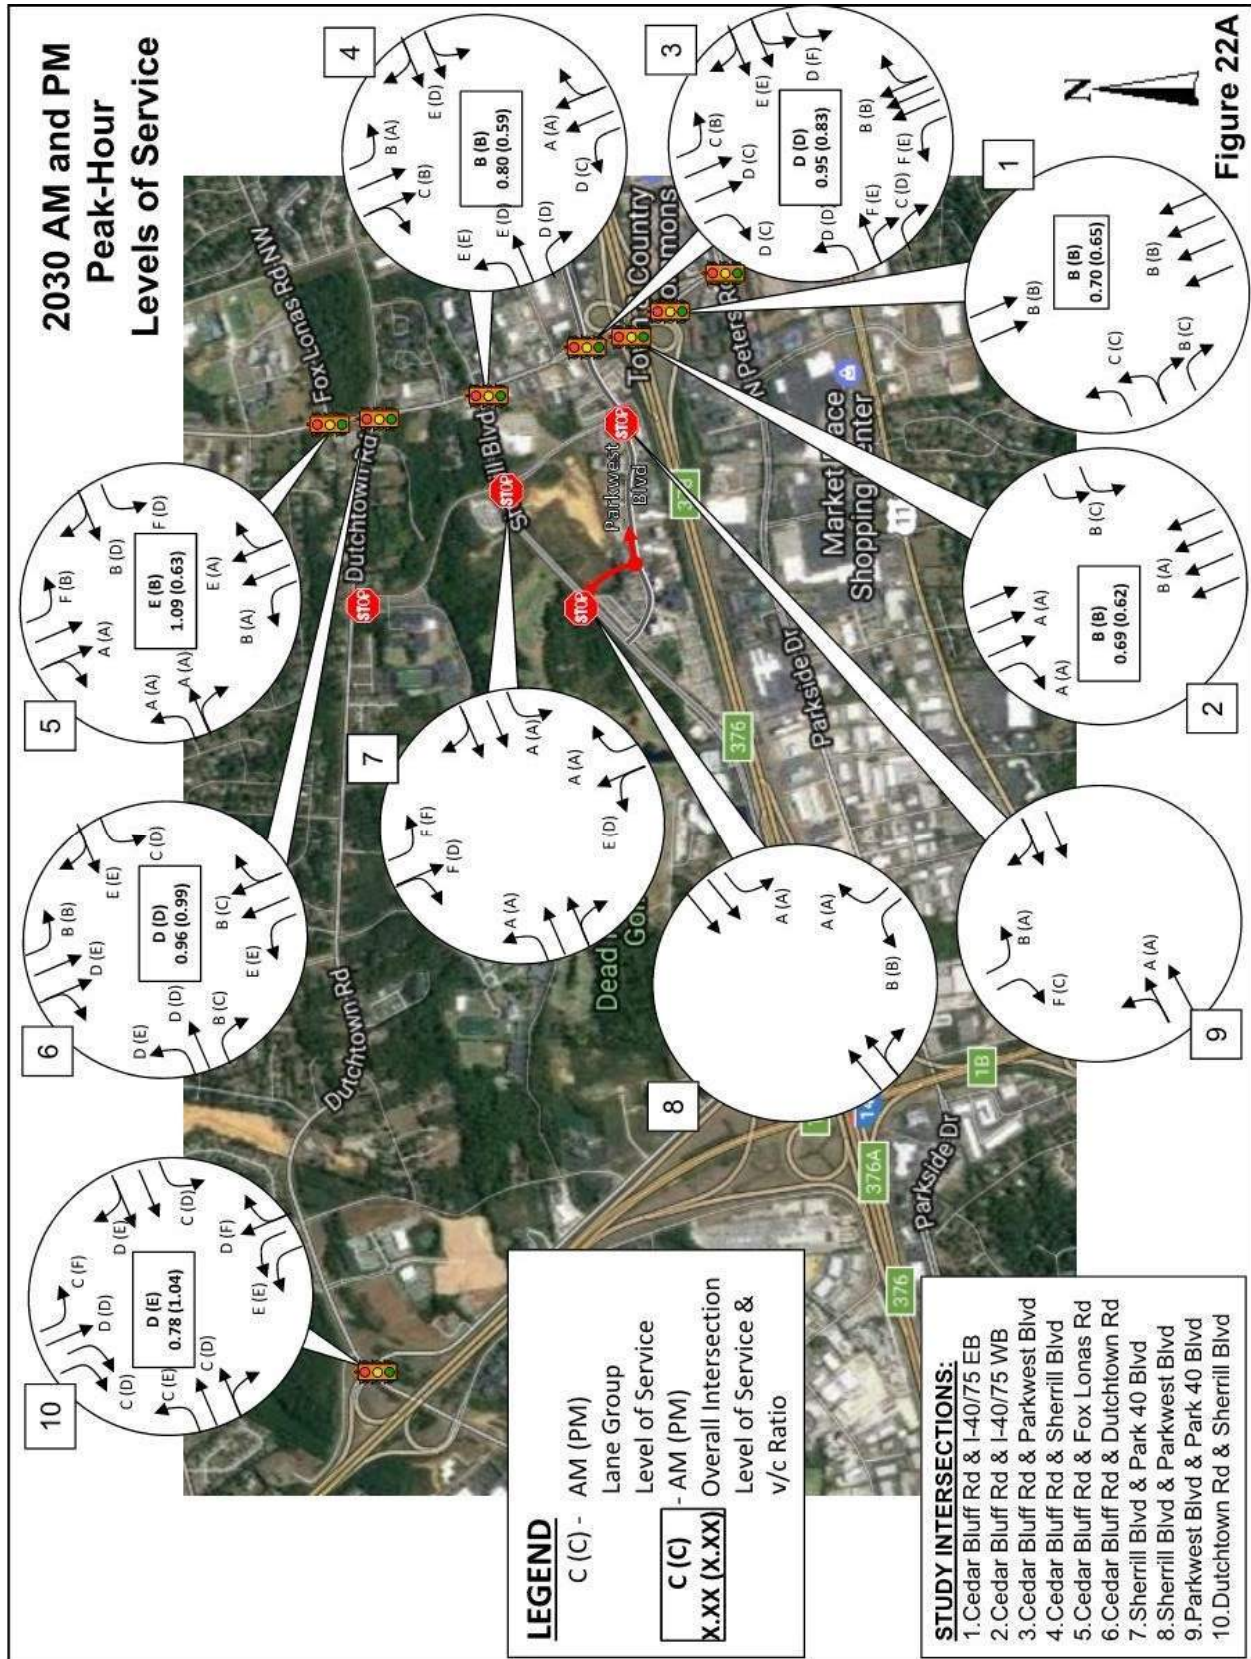 2030 AM and PM
Peak-Hour
Levels of Service
10
C (F)
D (D)
C (D)
D (E)
0.78 (1.04)
D (E)
C (D)
C (E)
C (D)
D (F)
E (E)
6
B (B)
D (E)
E (E)
C (D)
D (D)
0.96 (0.99)
D (E)
D (D)
B (C)
B (C)
E (E)
5
F (B)
A (A)
B (D)
F (D)
E (B)
1.09 (0.63)
A (A)
A (A)
E (A)
B (A)
4
B (A)
C (B)
E (D)
B (B)
0.80 (0.59)
E (E)
E (D)
D (D)
A (A)
D (C)
7
F (F)
F (D)
A (A)
A (A)
A (A)
E (D)
3
C (B)
D (C)
D (C)
E (E)
D (F)
D (D)
0.95 (0.83)
D (D)
F (E)
C (D)
B (B)
F (E)
8
A (A)
A (A)
B (B)
9
B (A)
F (C)
A (A)
2
A (A)
A (A)
B (C)
B (B)
0.69 (0.62)
B (A)
1
B (B)
B (B)
0.70 (0.65)
C (C)
B (C)
B (B)
Fox Lonas Rd NW
Dutchtown Rd
Dutchtown Rd
Blvd
Parkwest
Blvd
STOP
STOP
STOP
STOP
N Peters Rd
376
376
376A
376
1B
11
Parkside Dr
Parkside Dr
Shopping Center
LEGEND
C (C) - AM (PM)
Lane Group
Level of Service
C (C) - AM (PM)
X.XX (X.XX) Overall Intersection
Level of Service &
v/c Ratio
STUDY INTERSECTIONS:
1.Cedar Bluff Rd & I-40/75 EB
2.Cedar Bluff Rd & I-40/75 WB
3.Cedar Bluff Rd & Parkwest Blvd
4.Cedar Bluff Rd & Sherrill Blvd
5.Cedar Bluff Rd & Fox Lonas Rd
6.Cedar Bluff Rd & Dutchtown Rd
7.Sherrill Blvd & Park 40 Blvd
8.Sherrill Blvd & Parkwest Blvd
9.Parkwest Blvd & Park 40 Blvd
10.Dutchtown Rd & Sherrill Blvd
N
Figure 22A